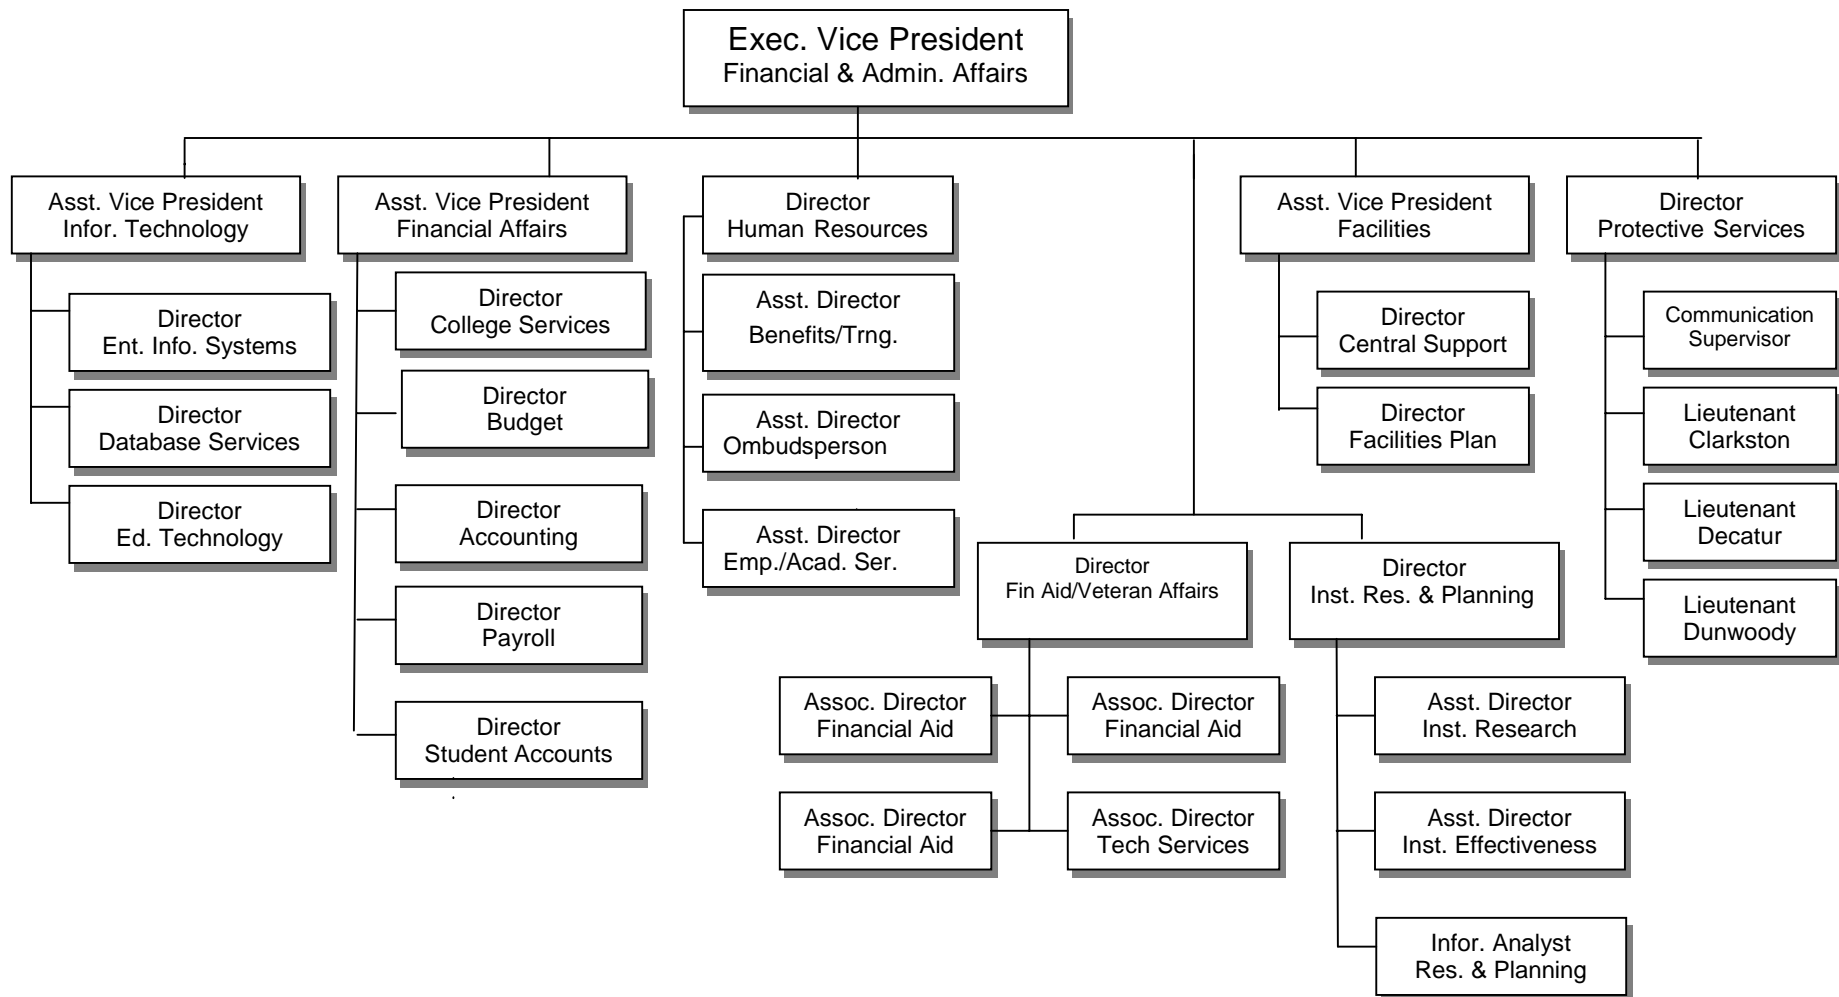 Exec. Vice President
Financial & Admin. Affairs
Asst. Vice President
Infor. Technology
Director
Ent. Info. Systems
Director
Database Services
Director
Ed. Technology
Asst. Vice President
Financial Affairs
Director
College Services
Director
Budget
Director
Accounting
Director
Payroll
Director
Student Accounts
Director
Human Resources
Asst. Director
Benefits/Trng.
Asst. Director
Ombudsperson
Asst. Director
Emp./Acad. Ser.
Director
Fin Aid/Veteran Affairs
Assoc. Director
Financial Aid
Assoc. Director
Financial Aid
Assoc. Director
Financial Aid
Assoc. Director
Tech Services
Director
Inst. Res. & Planning
Asst. Director
Inst. Research
Asst. Director
Inst. Effectiveness
Infor. Analyst
Res. & Planning
Asst. Vice President
Facilities
Director
Central Support
Director
Facilities Plan
Director
Protective Services
Communication
Supervisor
Lieutenant
Clarkston
Lieutenant
Decatur
Lieutenant
Dunwoody